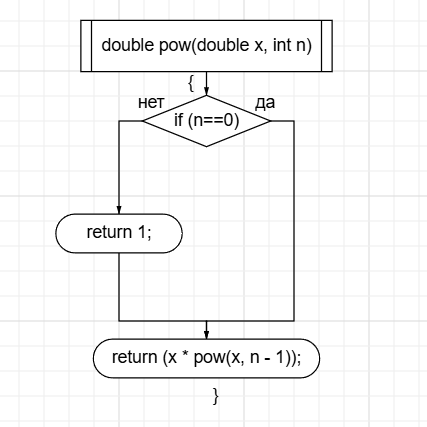 double pow(double x, int n)
{
нет
да
if (n==0)
return 1;
return (x * pow(x, n - 1));
}